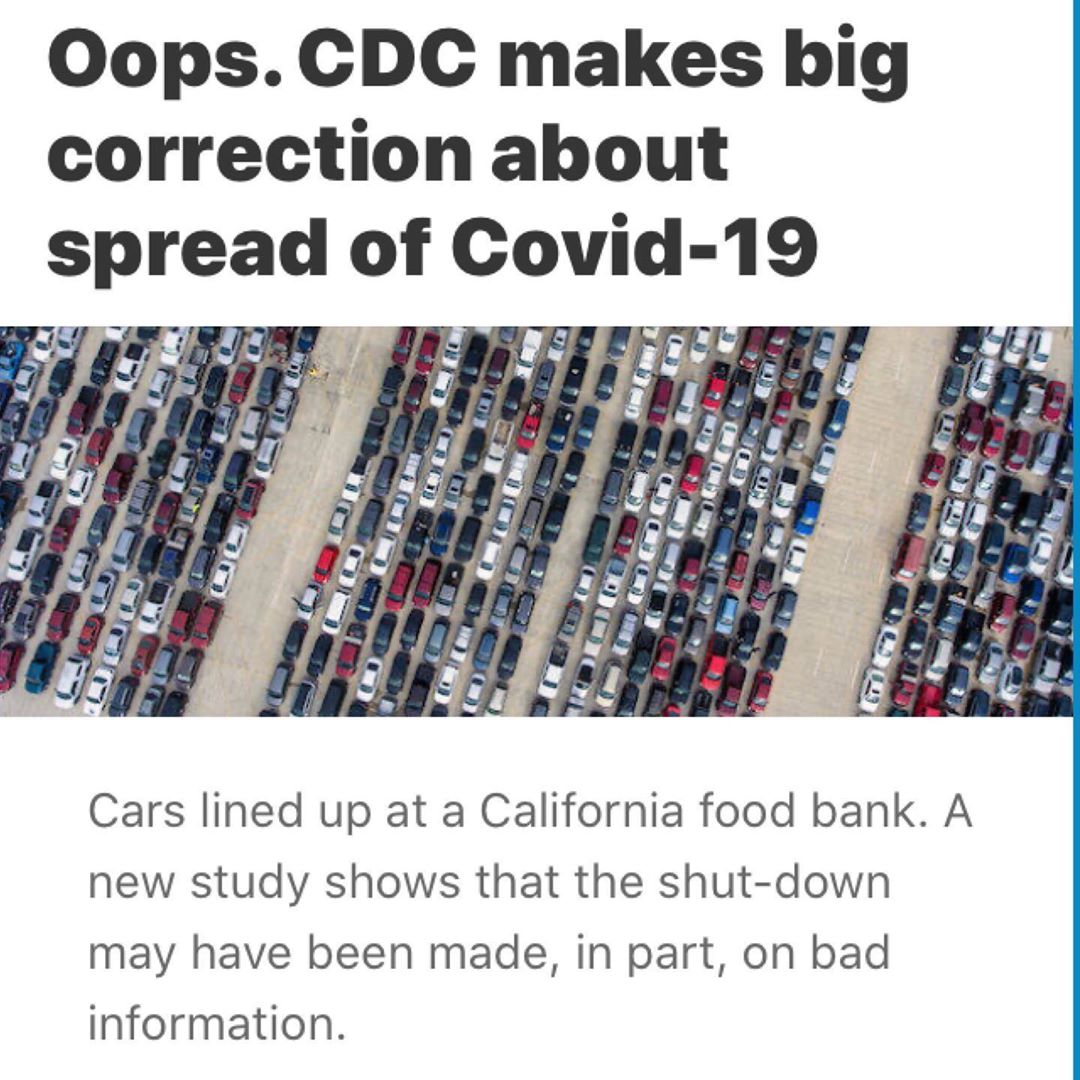 Oops. CDC makes big
correction about
spread of Covid-19
Cars lined up at a California food bank. A
new study shows that the shut-down
may have been made, in part, on bad
information.